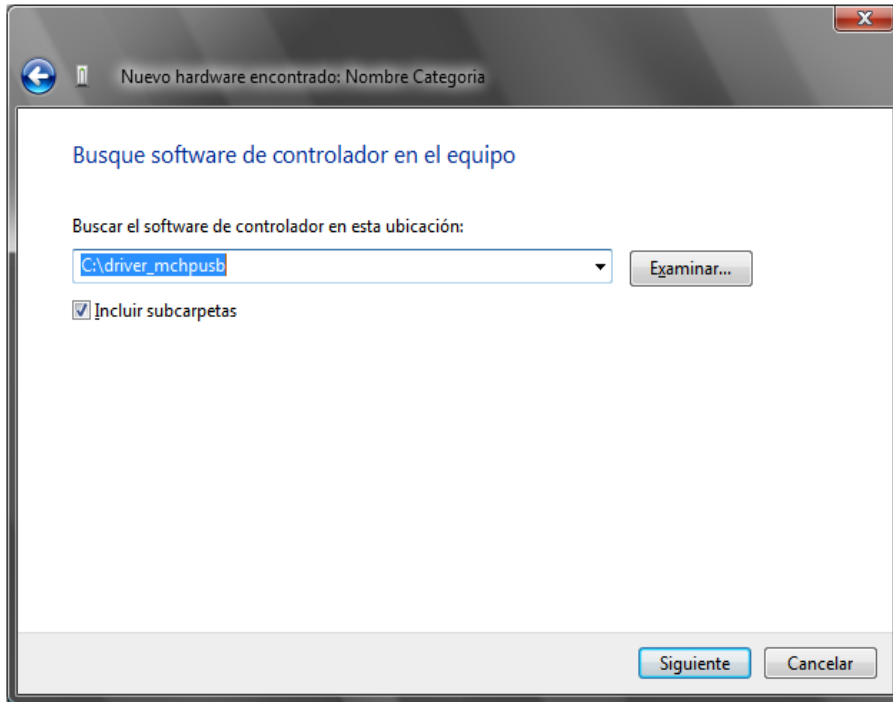 X
Nuevo hardware encontrado: Nombre Categoria
Busque software de controlador en el equipo
Buscar el software de controlador en esta ubicación:
C:\driver_mchpusb
Examinar...
Incluir subcarpetas
Siguiente
Cancelar